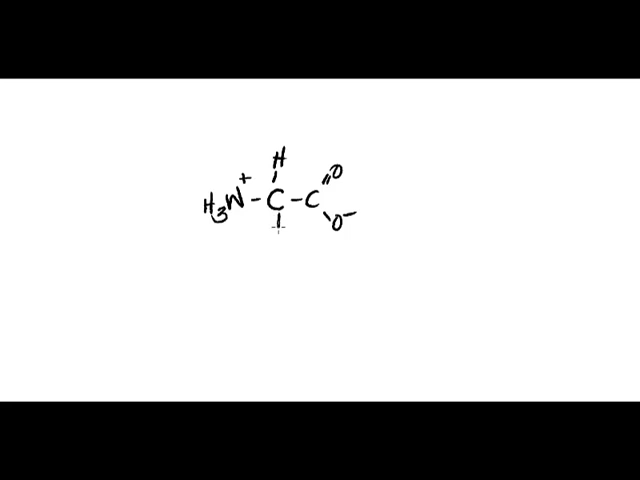 H
+ O
H3N - C - C
O-